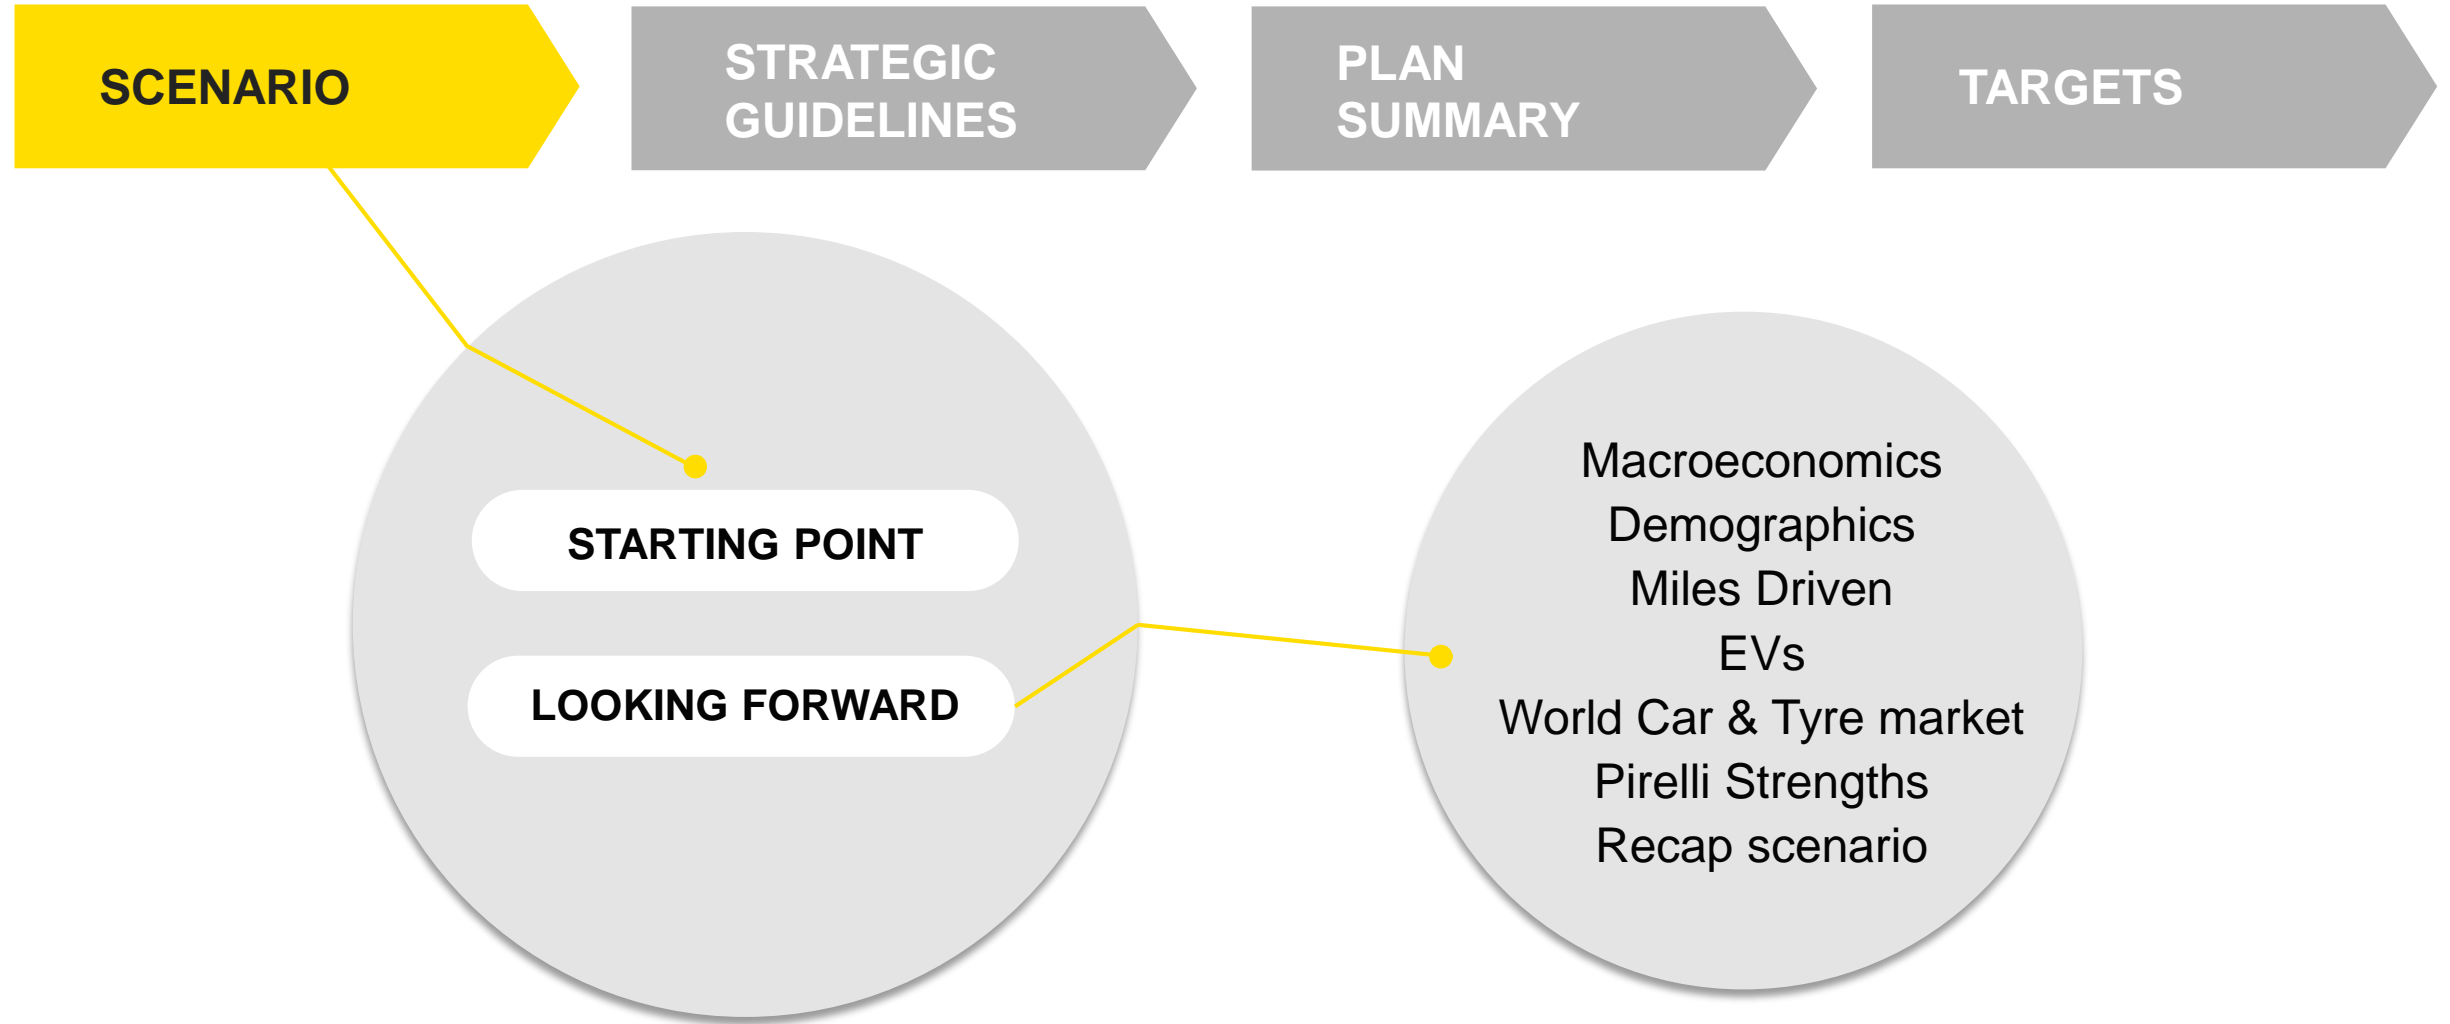 SCENARIO
STRATEGIC
GUIDELINES
PLAN
SUMMARY
TARGETS
STARTING POINT
LOOKING FORWARD
Macroeconomics
Demographics
Miles Driven
EVs
World Car & Tyre market
Pirelli Strengths
Recap scenario